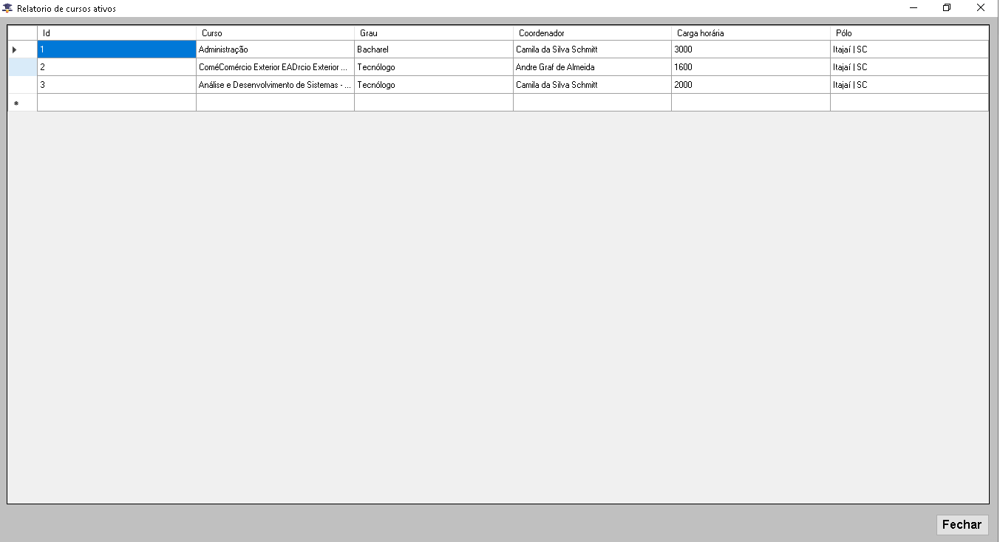 Relatorio de cursos ativos
Id Curso Grau Coordenador Carga horária Pólo
1 Administração Bacharel Camila da Silva Schmitt 3000 Itajaí | SC
2 ComéComércio Exterior EADrcio Exterior ... Tecnólogo Andre Graf de Almeida 1600 Itajaí | SC
3 Análise e Desenvolvimento de Sistemas - ... Tecnólogo Camila da Silva Schmitt 2000 Itajaí | SC
Fechar